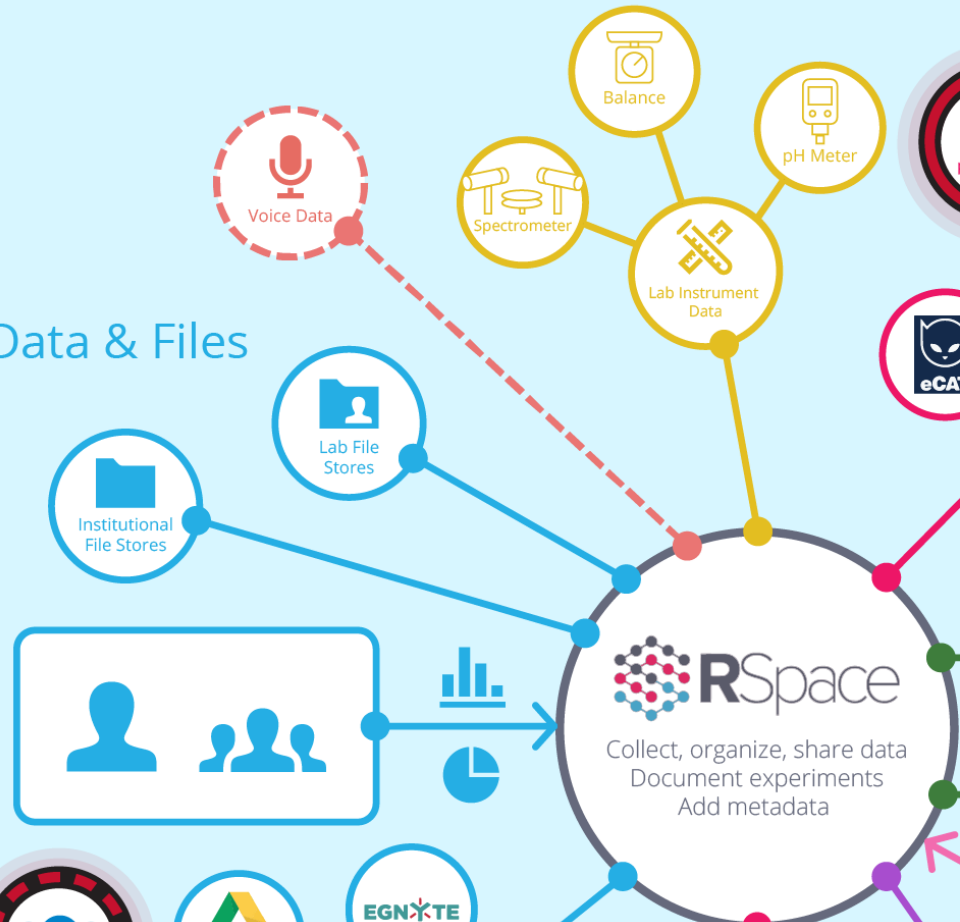 Balance
pH Meter
Voice Data
Spectrometer
Lab Instrument
Data
Data & Files
eCAT
Lab File
Stores
Institutional
File Stores
RSpace
Collect, organize, share data
Document experiments
Add metadata
EGNYTE